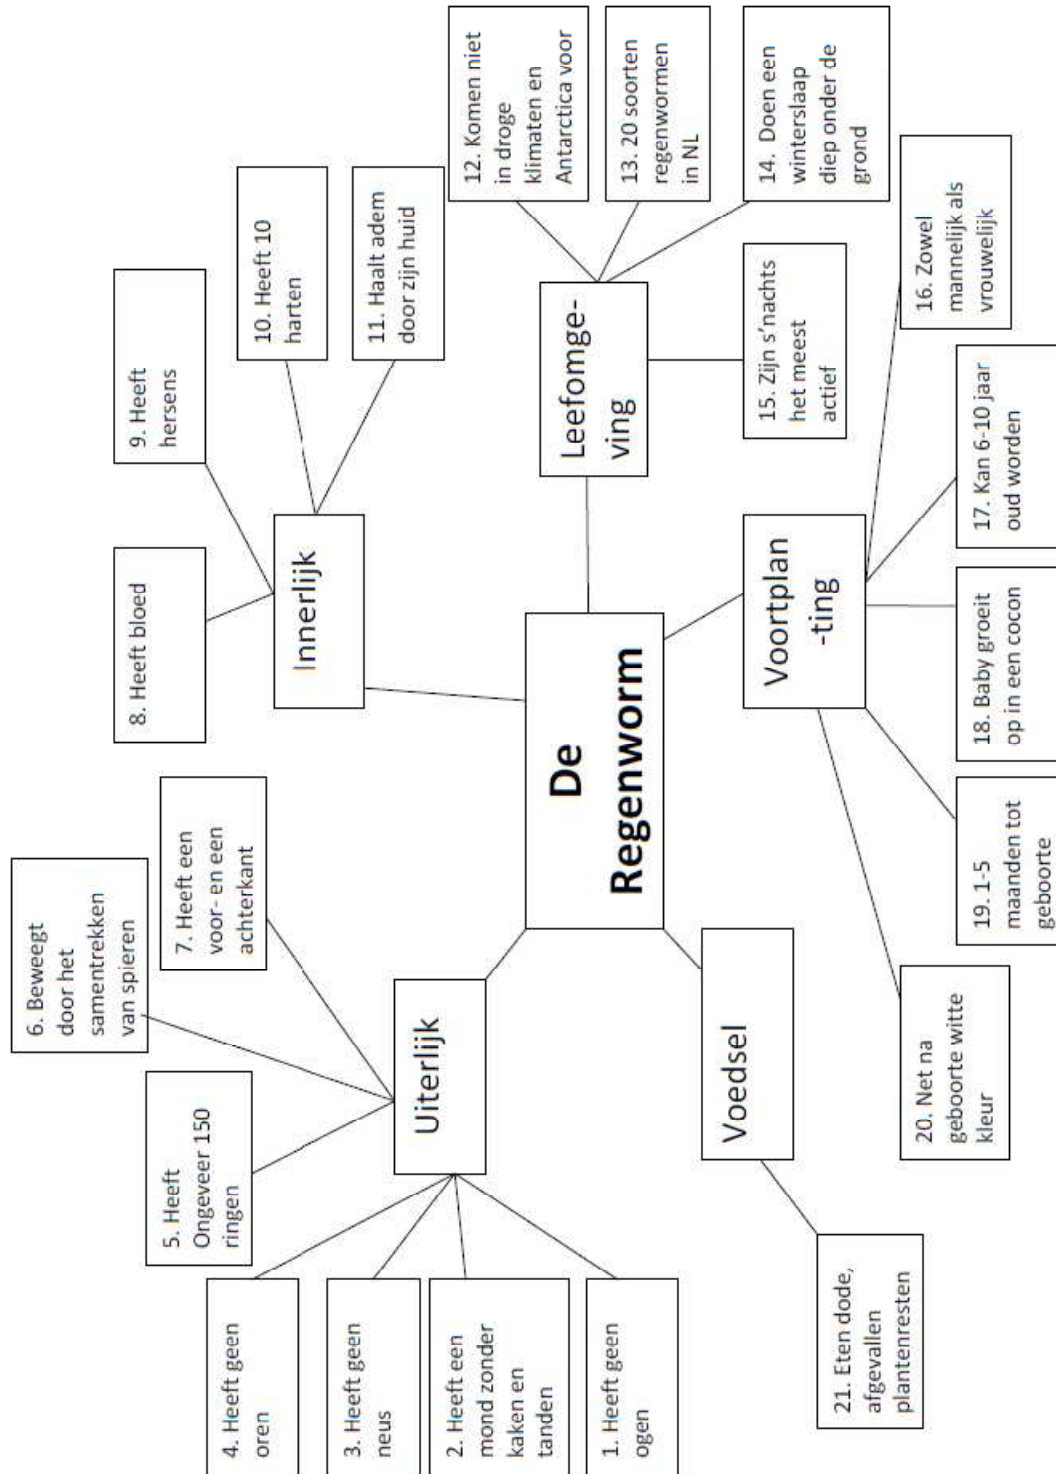 De
Regenworm
Uiterlijk
1. Heeft geen
ogen
2. Heeft een
mond zonder
kaken en
tanden
3. Heeft geen
neus
4. Heeft geen
oren
5. Heeft
Ongeveer 150
ringen
6. Beweegt
door het
samentrekken
van spieren
7. Heeft een
voor- en een
achterkant
Innerlijk
8. Heeft bloed
9. Heeft
hersens
10. Heeft 10
harten
11. Haalt adem
door zijn huid
Leefomge-
ving
12. Komen niet
in droge
klimaten en
Antarctica voor
13. 20 soorten
regenwormen
in NL
14. Doen een
winterslaap
diep onder de
grond
15. Zijn s'nachts
het meest
actief
Voortplan
-ting
16. Zowel
mannelijk als
vrouwelijk
17. Kan 6-10 jaar
oud worden
18. Baby groeit
op in een cocon
19. 1-5
maanden tot
geboorte
20. Net na
geboorte witte
kleur
Voedsel
21. Eten dode,
afgevallen
plantenresten